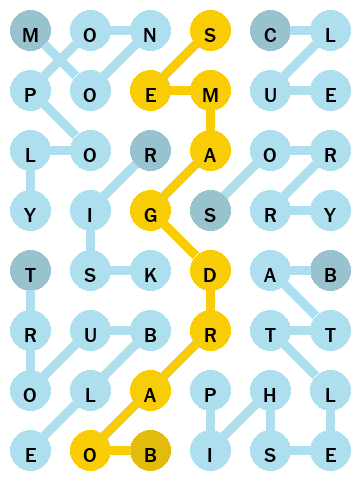 M O N S C L
P O E M U E
L O R A O R
Y I G S R Y
T S K D A B
R U B R T T
O L A P H L
E O B I S E